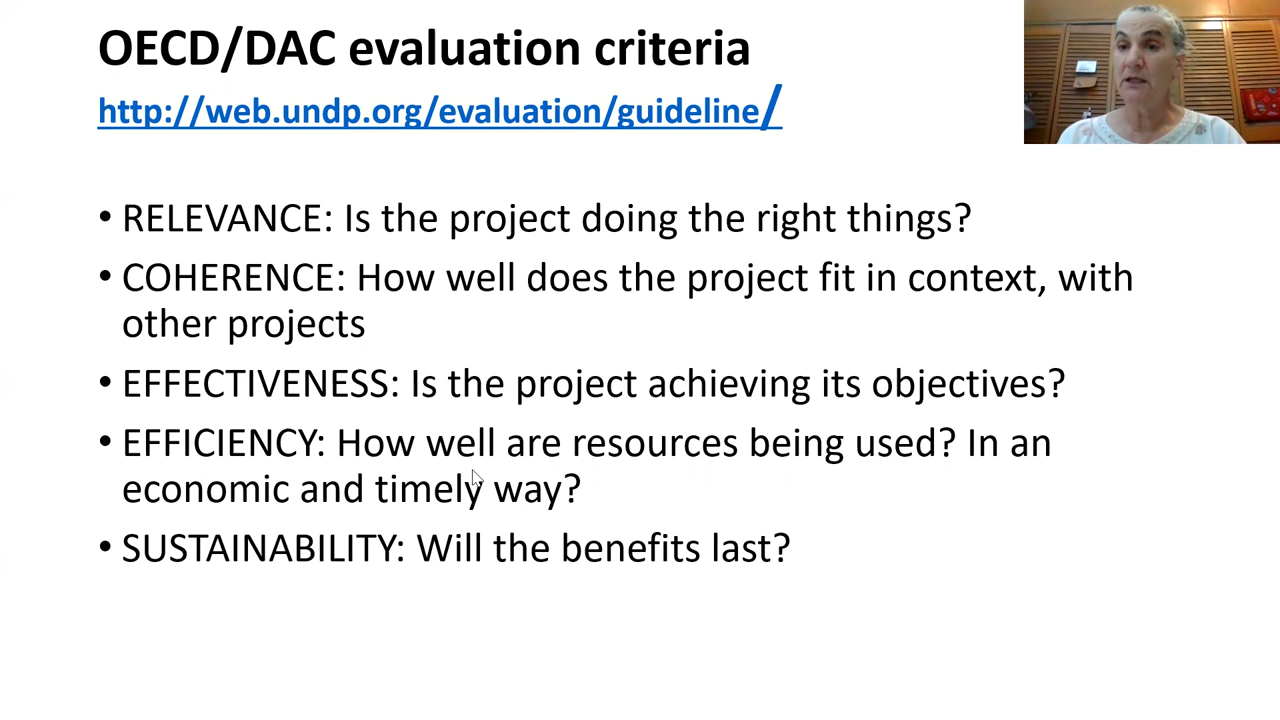 OECD/DAC evaluation criteria
http://web.undp.org/evaluation/guideline/
• RELEVANCE: Is the project doing the right things?
• COHERENCE: How well does the project fit in context, with
other projects
• EFFECTIVENESS: Is the project achieving its objectives?
• EFFICIENCY: How well are resources being used? In an
economic and timely way?
• SUSTAINABILITY: Will the benefits last?